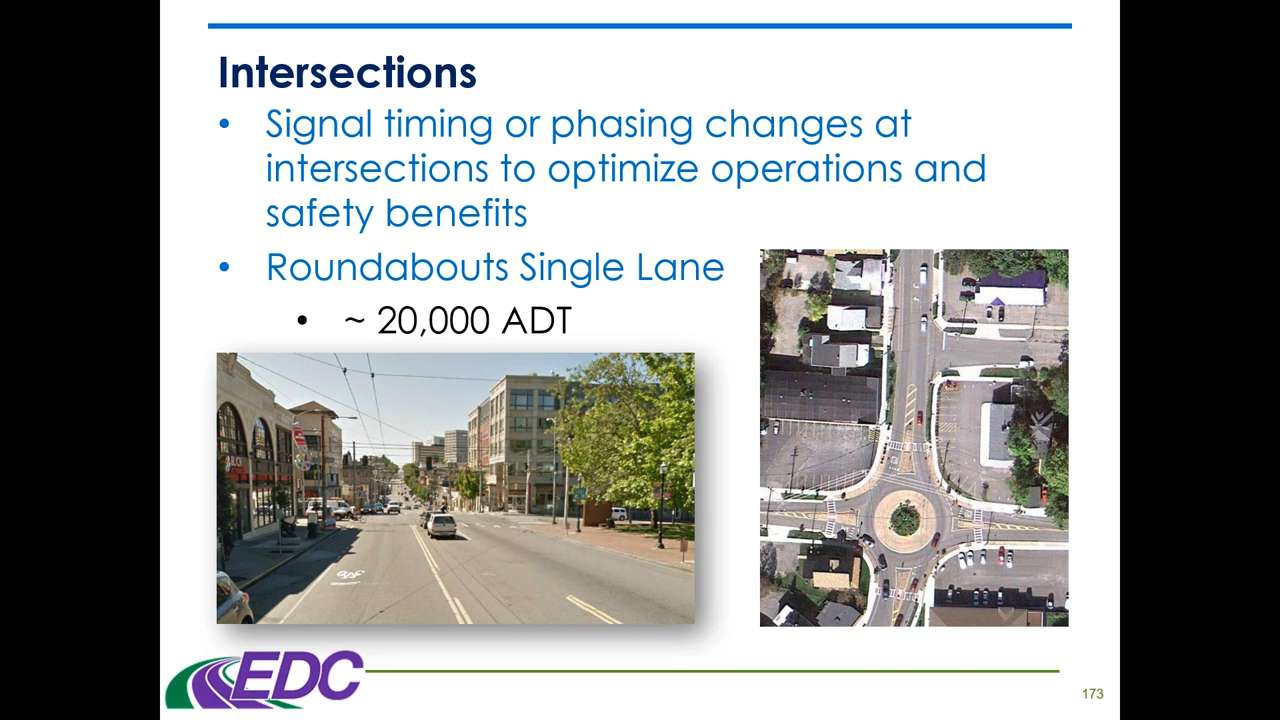 Intersections
• Signal timing or phasing changes at
intersections to optimize operations and
safety benefits
• Roundabouts Single Lane
• ~ 20,000 ADT
EDC
173